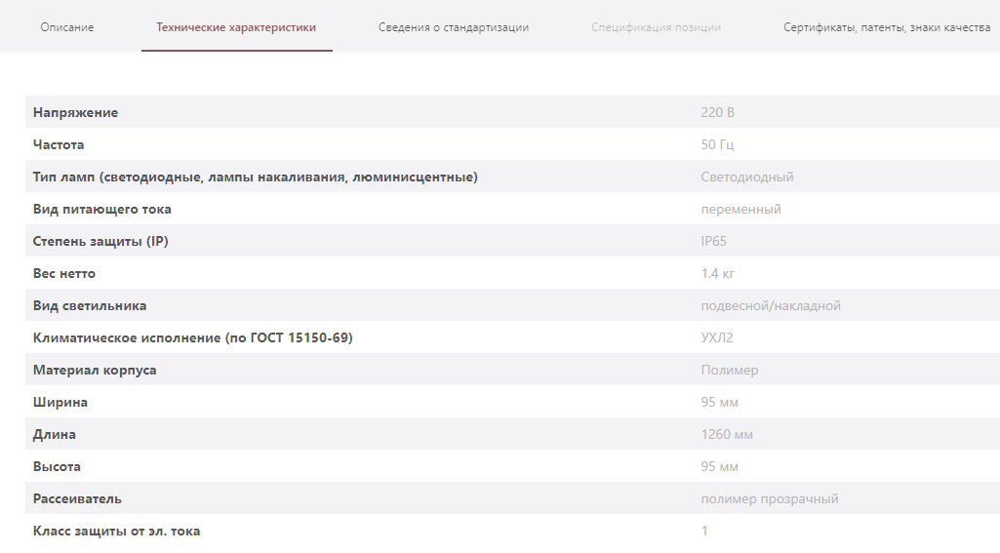 Описание Технические характеристики Сведения о стандартизации Спецификация позиции Сертификаты, патенты, знаки качества
Напряжение 220 В
Частота 50 Гц
Тип ламп (светодиодные, лампы накаливания, люминисцентные) Светодиодный
Вид питающего тока переменный
Степень защиты (IP) IP65
Вес нетто 1.4 кг
Вид светильника подвесной/накладной
Климатическое исполнение (по ГОСТ 15150-69) УХЛ2
Материал корпуса Полимер
Ширина 95 мм
Длина 1260 мм
Высота 95 мм
Рассеиватель полимер прозрачный
Класс защиты от эл. тока 1